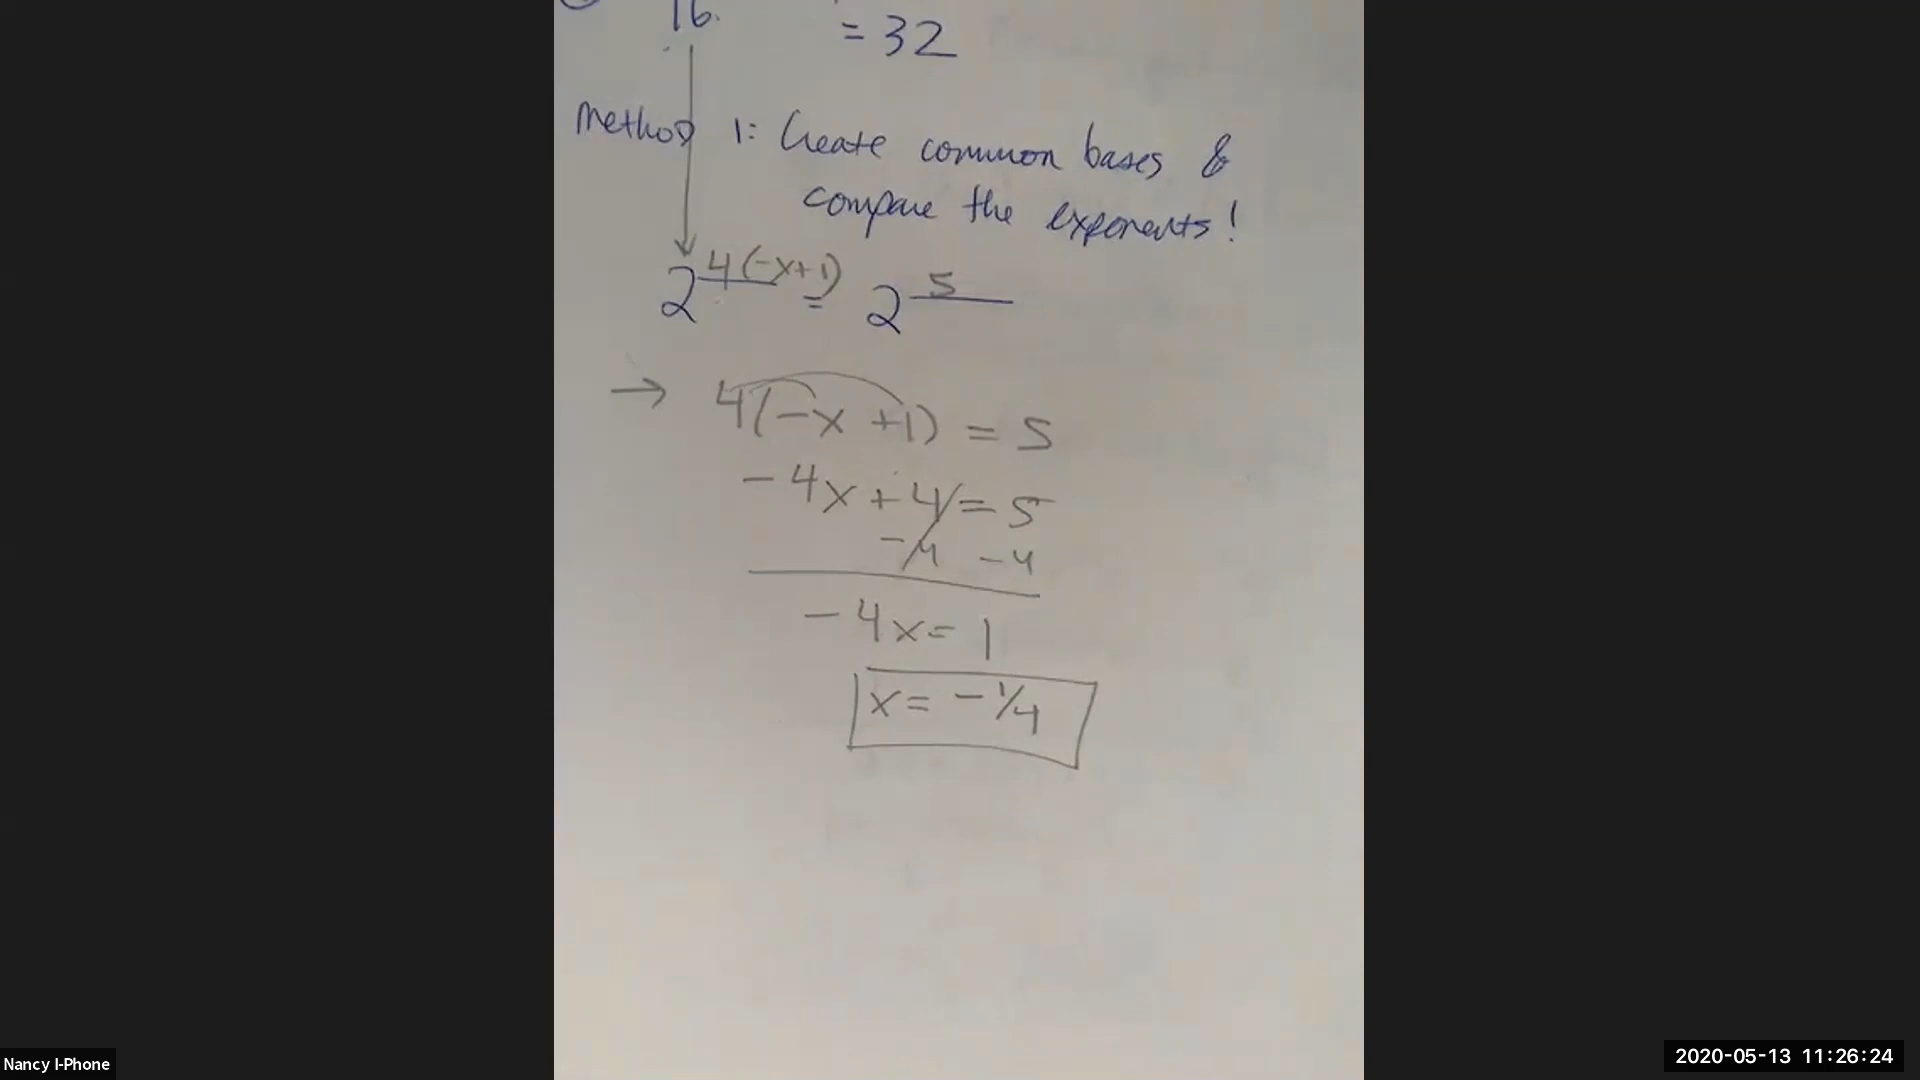 16
= 32
Method 1: Create common bases &
compare the exponents!
2^4(-x+1) = 2^5
→ 4(-x+1) = 5
-4x+4=5
-4 -4
-4x= 1
x= -1/4
Nancy I-Phone
2020-05-13 11:26:24